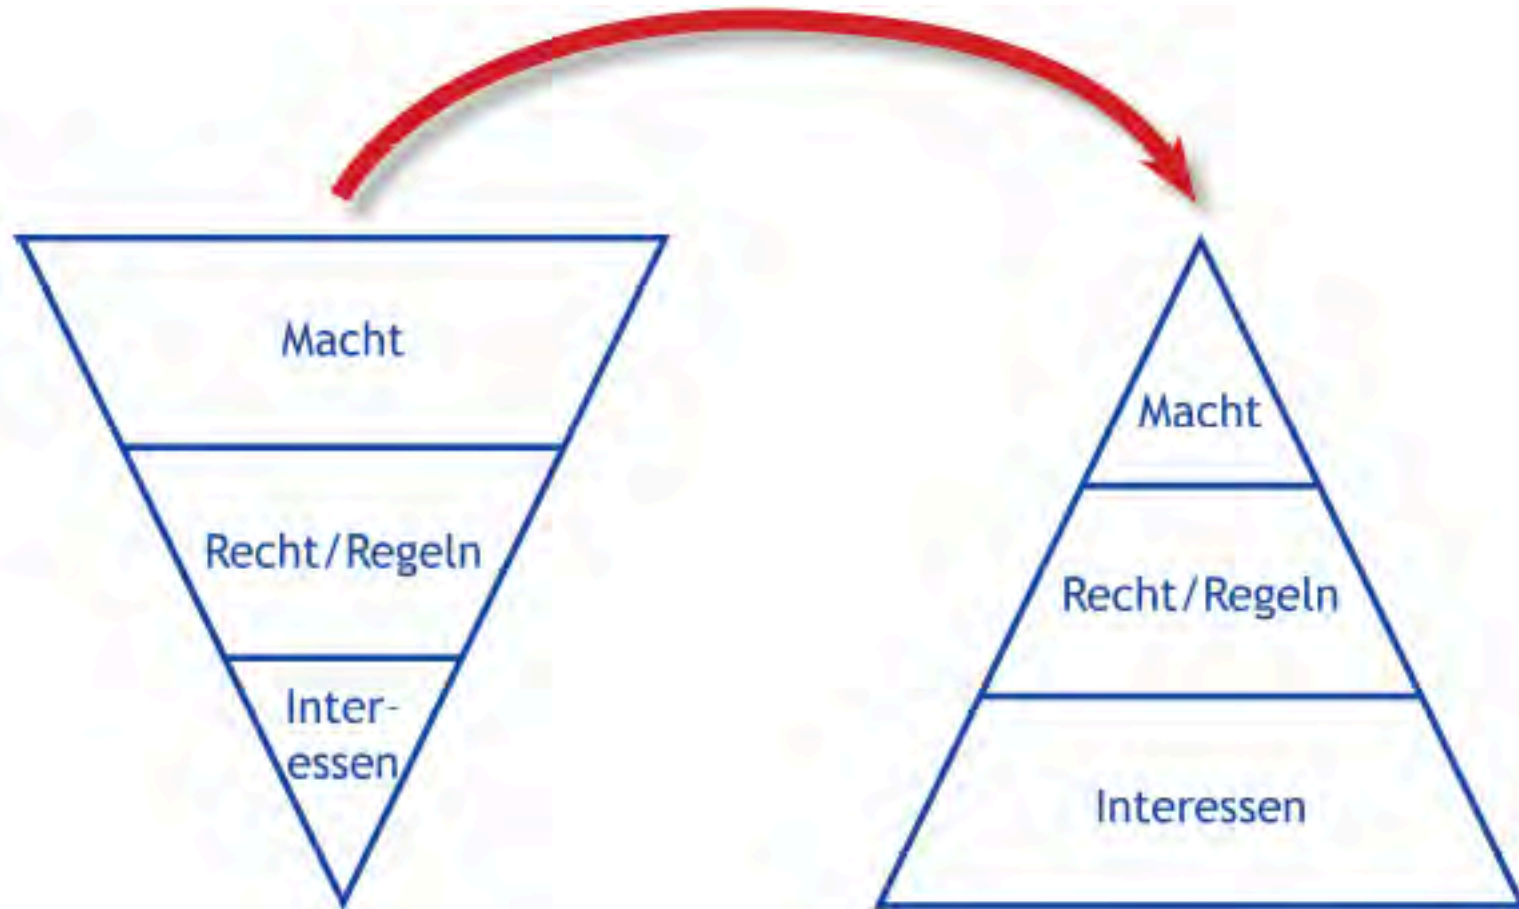 Macht
Recht/Regeln
Inter-
essen
Macht
Recht/Regeln
Interessen